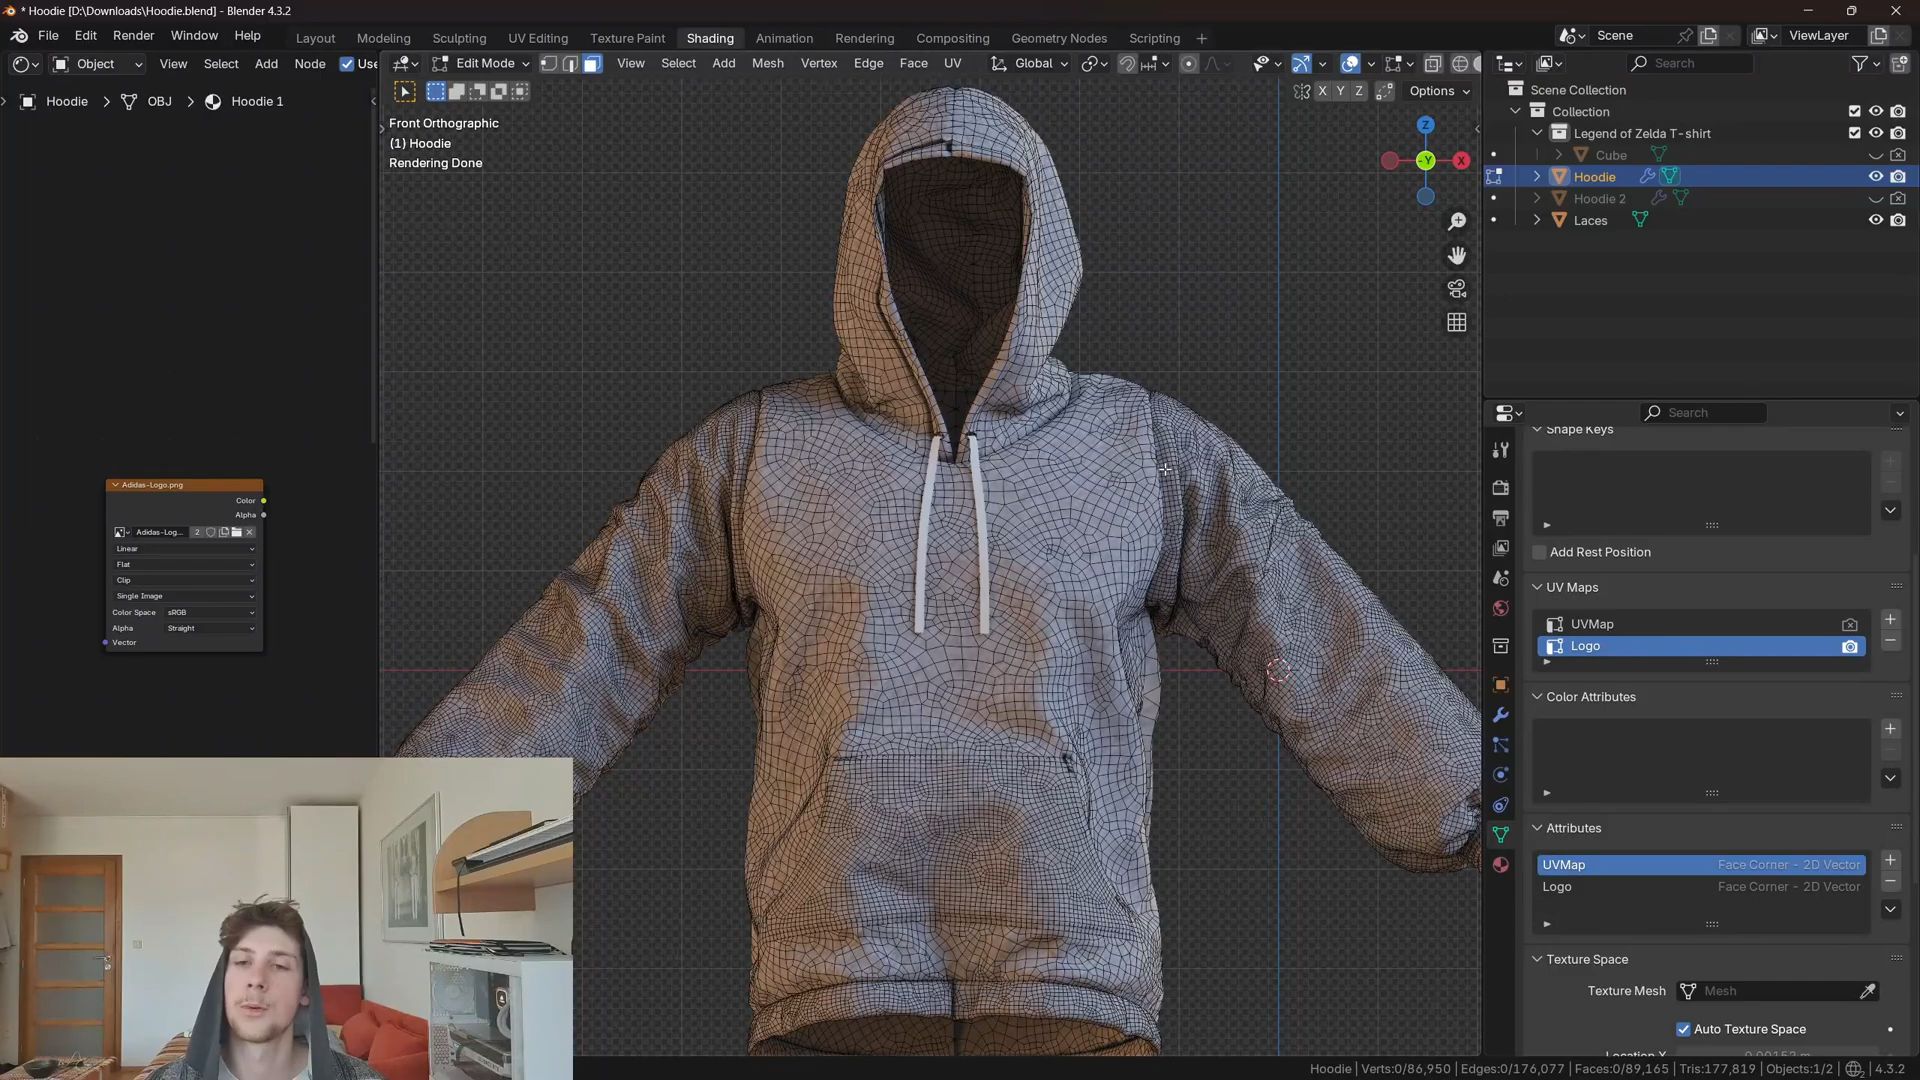 * Hoodie [D:\Downloads\Hoodie.blend] - Blender 4.3.2
File Edit Render Window Help
Layout Modeling Sculpting UV Editing Texture Paint Shading Animation Rendering Compositing Geometry Nodes Scripting +
Scene
ViewLayer
Object View Select Add Node Use
Edit Mode View Select Add Mesh Vertex Edge Face UV Global
Search
X Y Z Options
Hoodie > OBJ > Hoodie 1
Front Orthographic
(1) Hoodie
Rendering Done
Z
-Y
X
Scene Collection
Collection
Legend of Zelda T-shirt
Cube
Hoodie
Hoodie 2
Laces
Adidas-Logo.png
Color
Alpha
Adidas-Log... 2
Linear
Flat
Clip
Single Image
Color Space sRGB
Alpha Straight
Vector
Search
Shape Keys
Add Rest Position
UV Maps
UVMap
Logo
Color Attributes
Attributes
UVMap Face Corner - 2D Vector
Logo Face Corner - 2D Vector
Texture Space
Texture Mesh Mesh
Auto Texture Space
Location X
Hoodie | Verts:0/86,950 | Edges:0/176,077 | Faces:0/89,165 | Tris:177,819 | Objects:1/2 | 4.3.2